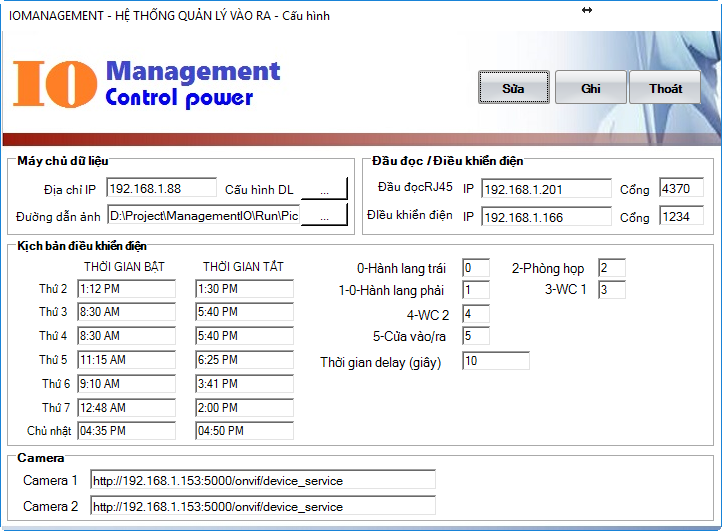 IOMANAGEMENT - HỆ THỐNG QUẢN LÝ VÀO RA - Cấu hình
IO Management
Control power
Sửa Ghi Thoát
Máy chủ dữ liệu
Địa chỉ IP 192.168.1.88 Cấu hình DL ...
Đường dẫn ảnh D:\Project\ManagementIO\Run\Pic ...
Đầu đọc / Điều khiển điện
Đầu đọcRJ45 IP 192.168.1.201 Cổng 4370
ĐIều khiển điện IP 192.168.1.166 Cổng 1234
Kịch bản điều khiển điện
THỜI GIAN BẬT THỜI GIAN TẮT
Thứ 2 1:12 PM 1:30 PM
Thứ 3 8:30 AM 5:40 PM
Thứ 4 8:30 AM 5:40 PM
Thứ 5 11:15 AM 6:25 PM
Thứ 6 9:10 AM 3:41 PM
Thứ 7 12:48 AM 2:00 PM
Chủ nhật 04:35 PM 04:50 PM
0-Hành lang trái 0 2-Phòng họp 2
1-0-Hành lang phải 1 3-WC 1 3
4-WC 2 4
5-Cửa vào/ra 5
Thời gian delay (giây) 10
Camera
Camera 1 http://192.168.1.153:5000/onvif/device_service
Camera 2 http://192.168.1.153:5000/onvif/device_service